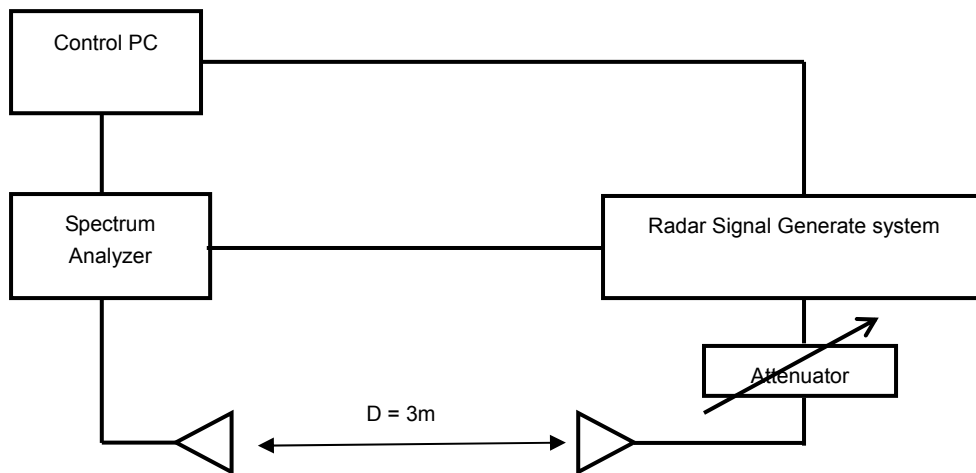 Control PC
Spectrum
Analyzer
Radar Signal Generate system
Attenuator
D = 3m